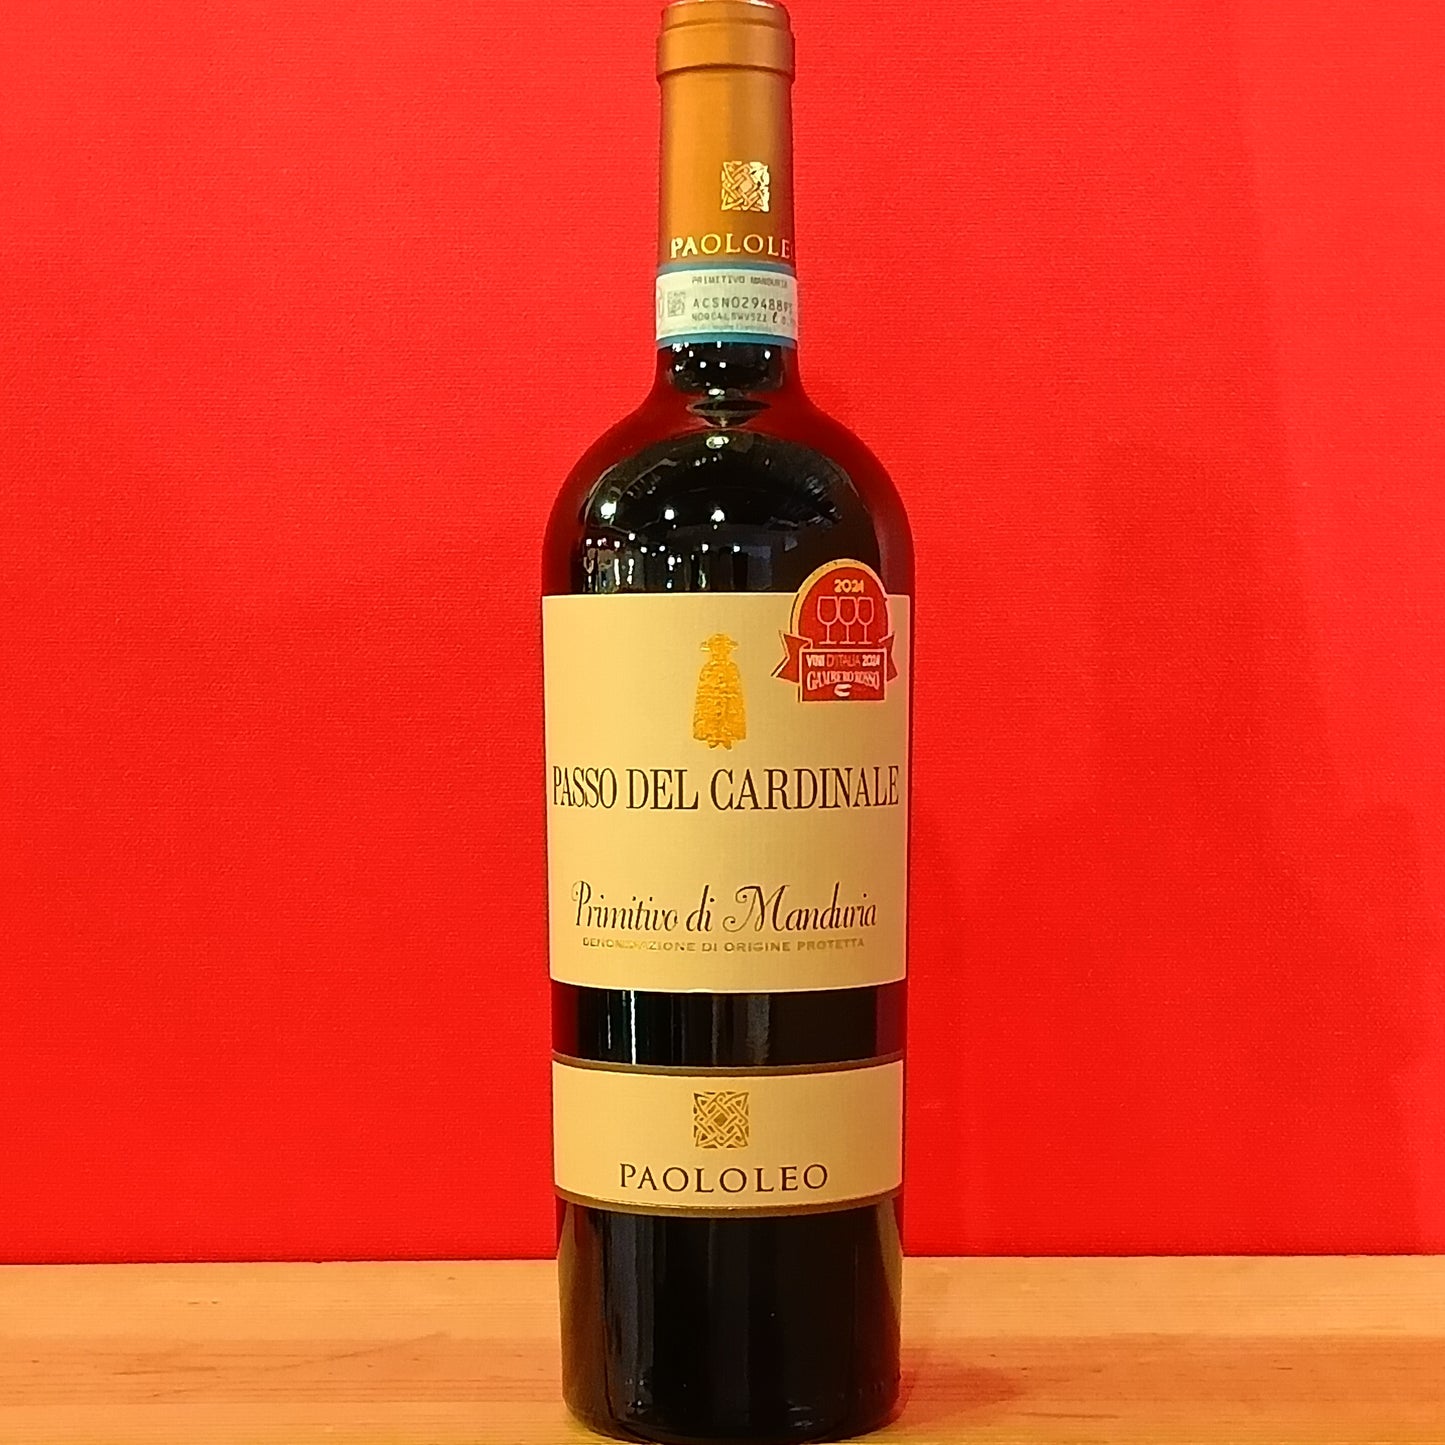 PAOLOLE
PRIMITIVO MANDURIA
2024
VINI D'ITALIA 2024
GAMBERO ROSSO
PASSO DEL CARDINALE
Primitivo di Manduria
DENOMINAZIONE DI ORIGINE PROTETTA
PAOLOLEO